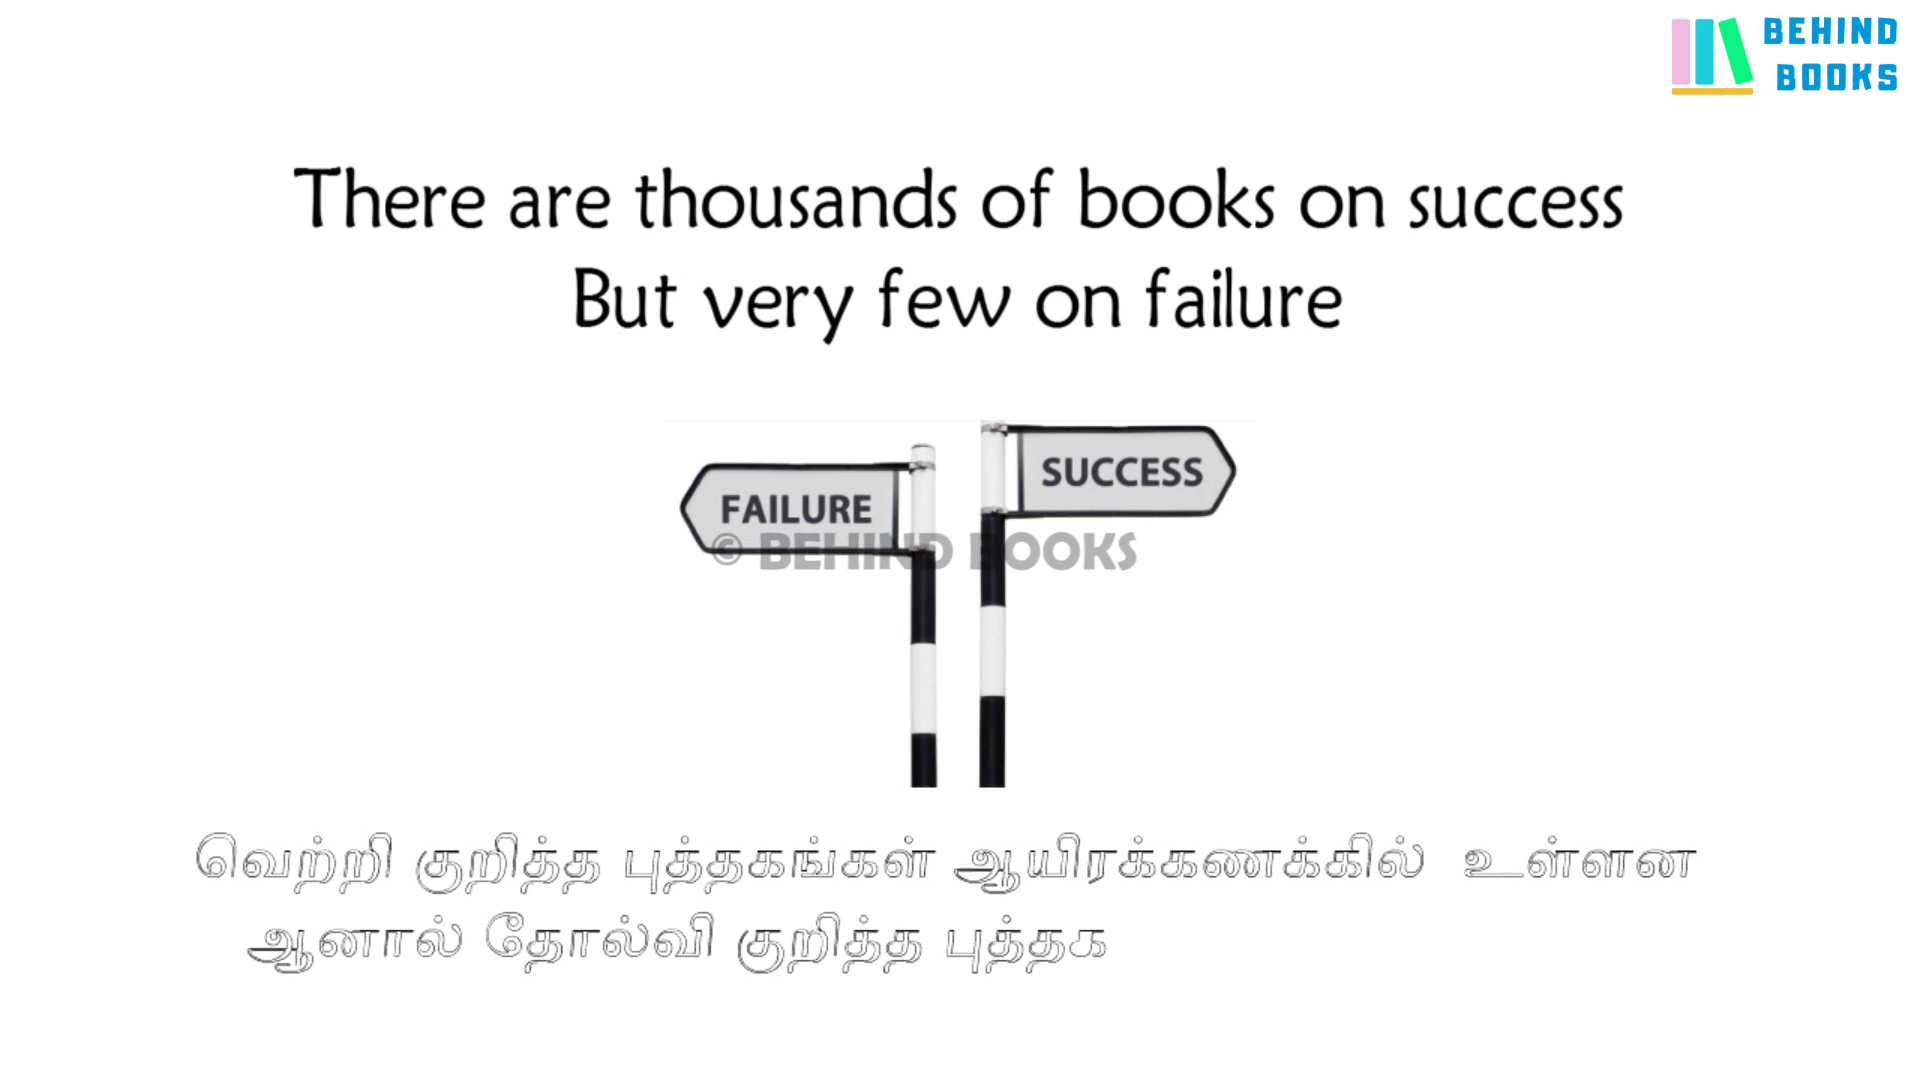 BEHIND
BOOKS
There are thousands of books on success
But very few on failure
SUCCESS
FAILURE
© BEHIND BOOKS
வெற்றி குறித்த புத்தகங்கள் ஆயிரக்கணக்கில் உள்ளன
ஆனால் தோல்வி குறித்த புத்தக